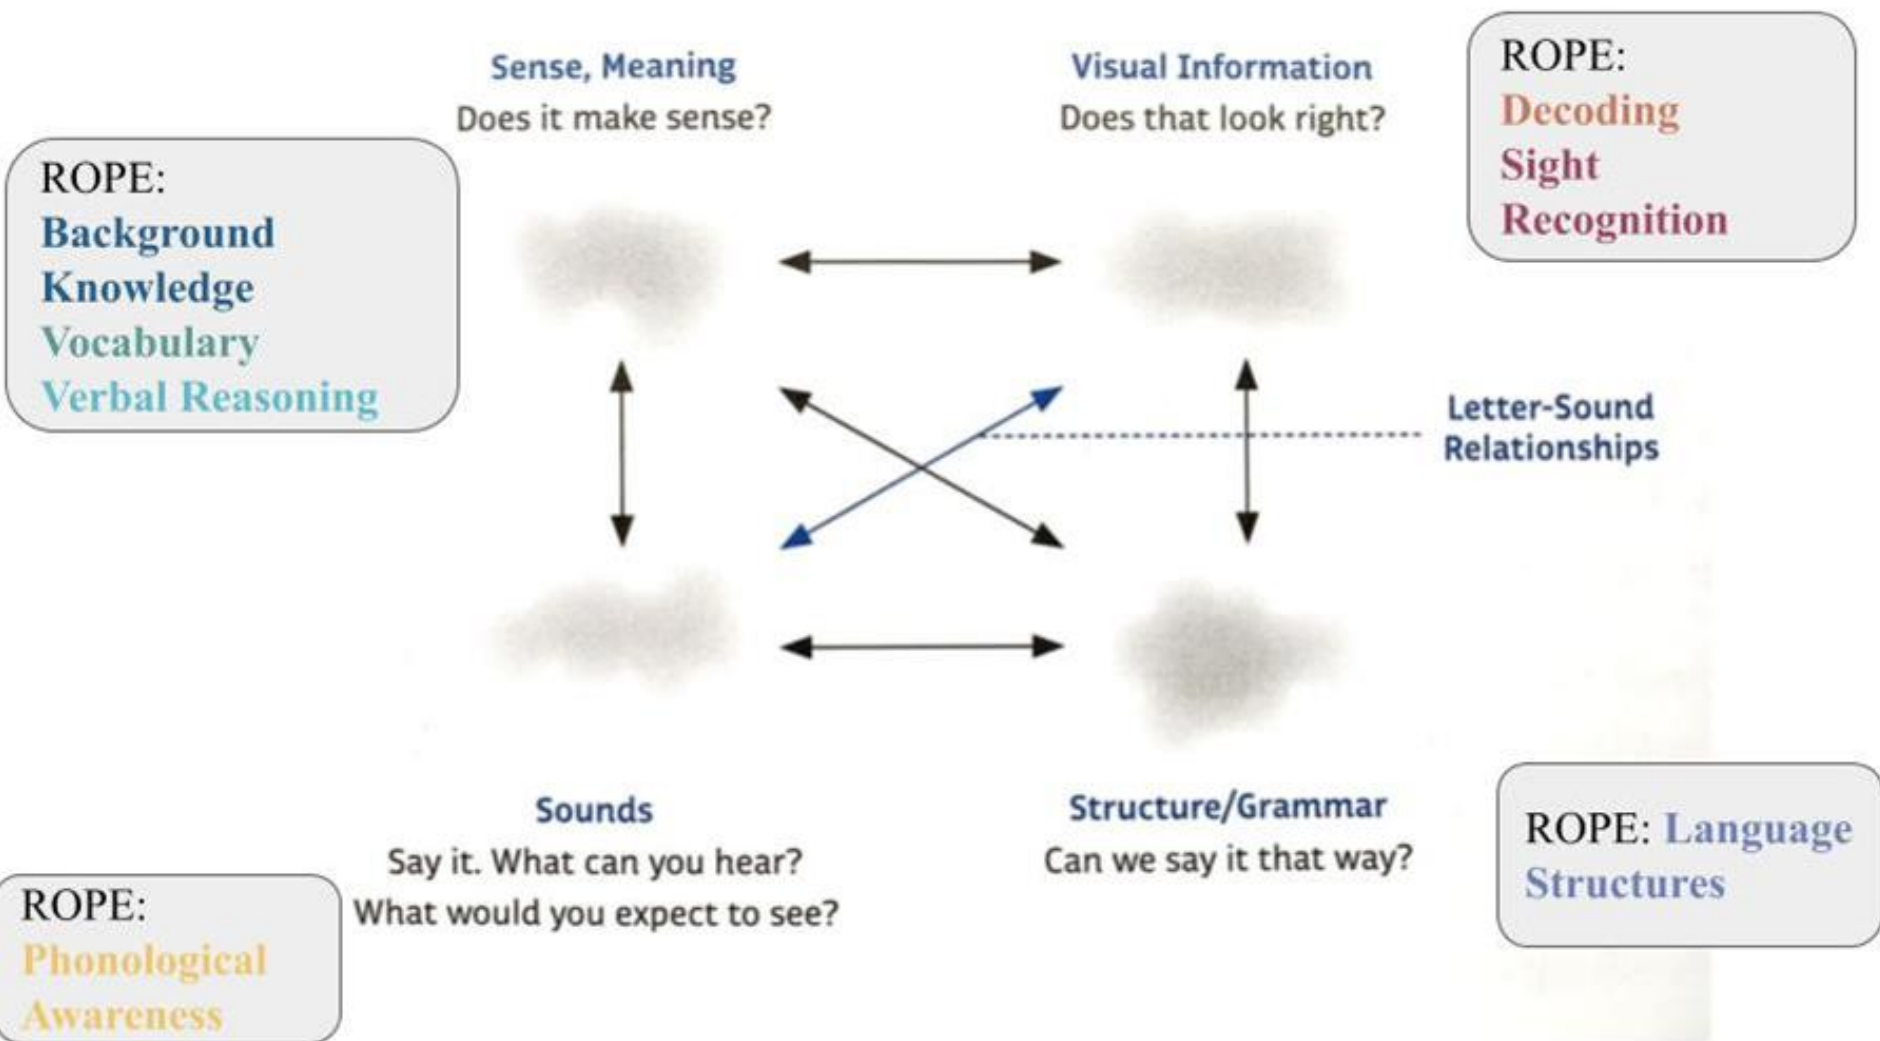 Sense, Meaning
Does it make sense?
Visual Information
Does that look right?
ROPE:
Decoding
Sight
Recognition
ROPE:
Background
Knowledge
Vocabulary
Verbal Reasoning
Letter-Sound
Relationships
Sounds
Say it. What can you hear?
What would you expect to see?
Structure/Grammar
Can we say it that way?
ROPE: Language
Structures
ROPE:
Phonological
Awareness